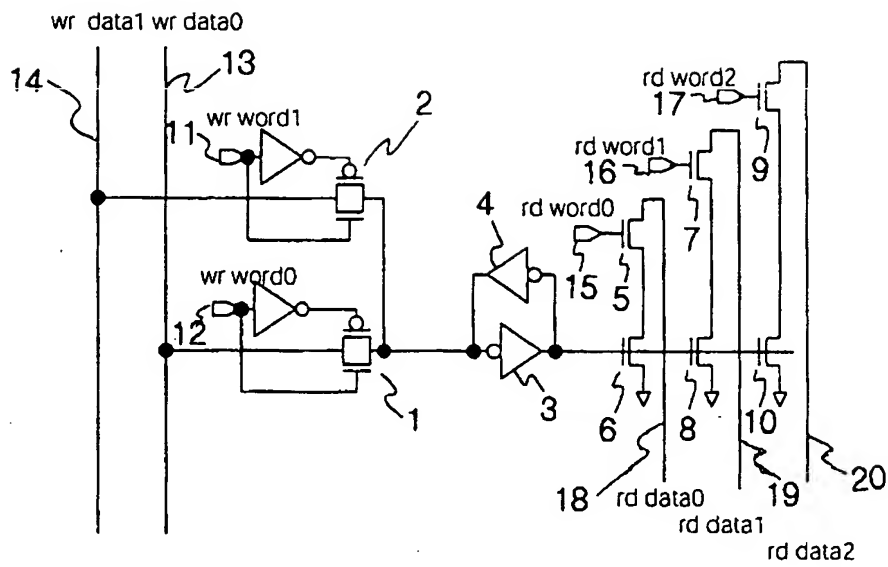 wr data1 wr data0
14
13
wr word1
11
2
rd word2
17
9
rd word1
16
7
rd word0
15
5
4
wr word0
12
1
3
6
8
10
18
rd data0
19
rd data1
20
rd data2